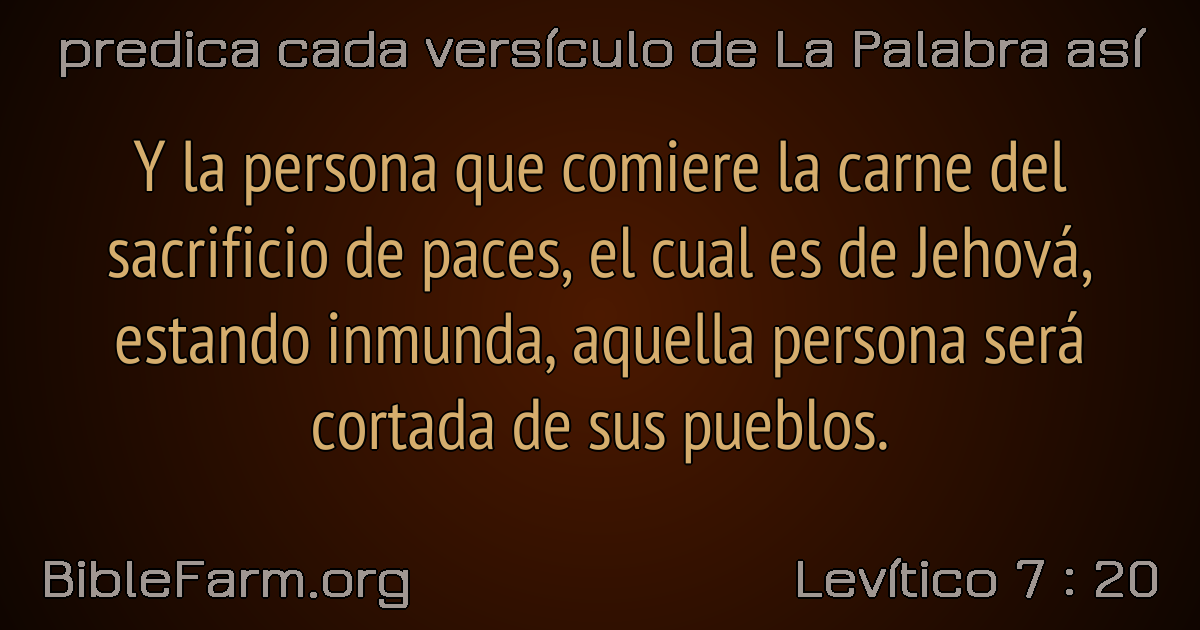 predica cada versículo de La Palabra así
Y la persona que comiere la carne del
sacrificio de paces, el cual es de Jehová,
estando inmunda, aquella persona será
cortada de sus pueblos.
BibleFarm.org
Levítico 7 : 20